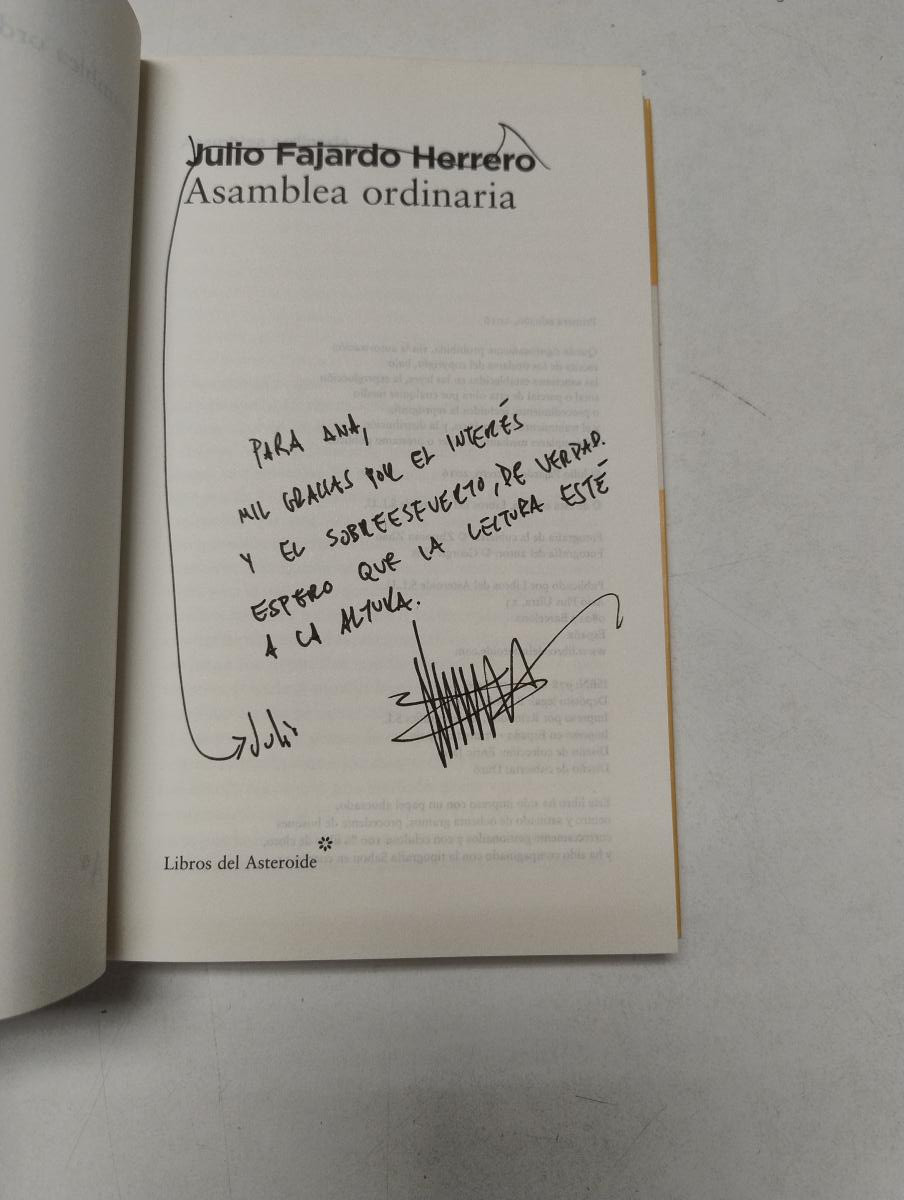 Julio Fajardo Herrero
Asamblea ordinaria
PARA ANA,
MIL GRACIAS POR EL INTERÉS
Y EL SOBREESFUERZO, DE VERDAD.
ESPERO QUE LA LECTURA ESTÉ
A LA ALTURA.
Julio
Libros del Asteroide